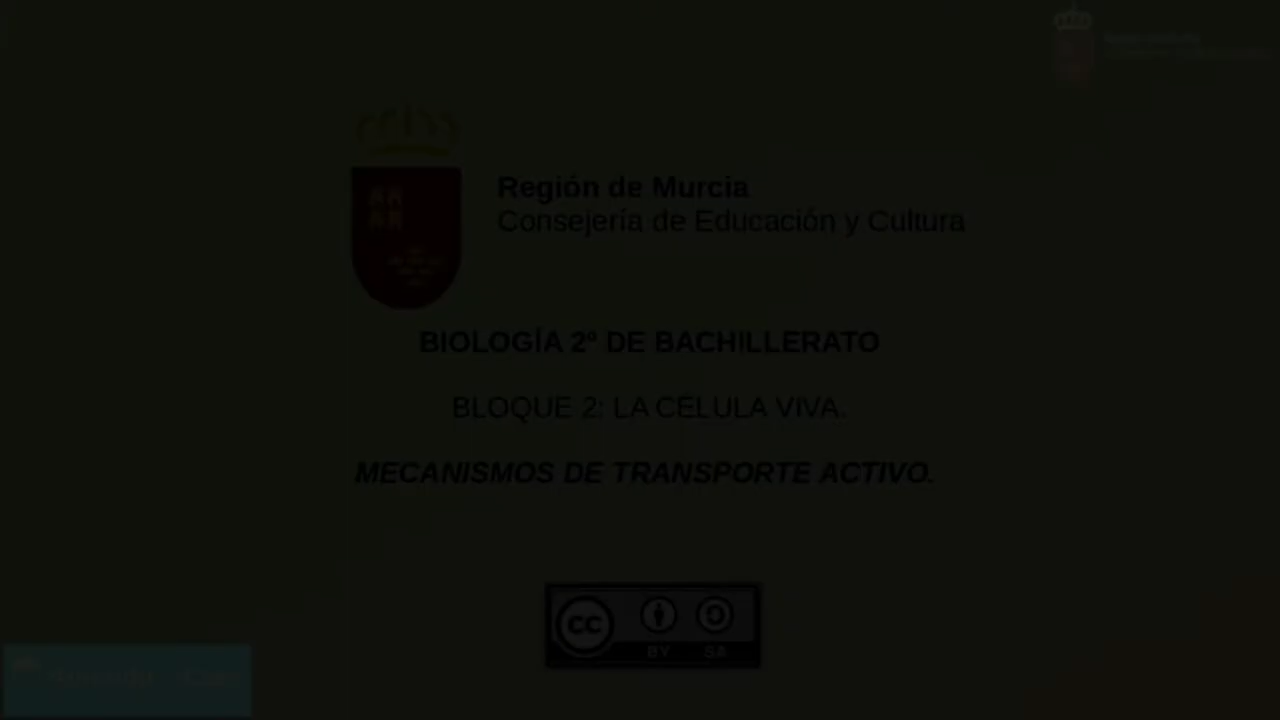 Región de Murcia
Consejería de Educación y Cultura
BIOLOGÍA 2º DE BACHILLERATO
BLOQUE 2: LA CÉLULA VIVA.
MECANISMOS DE TRANSPORTE ACTIVO.
CC BY SA